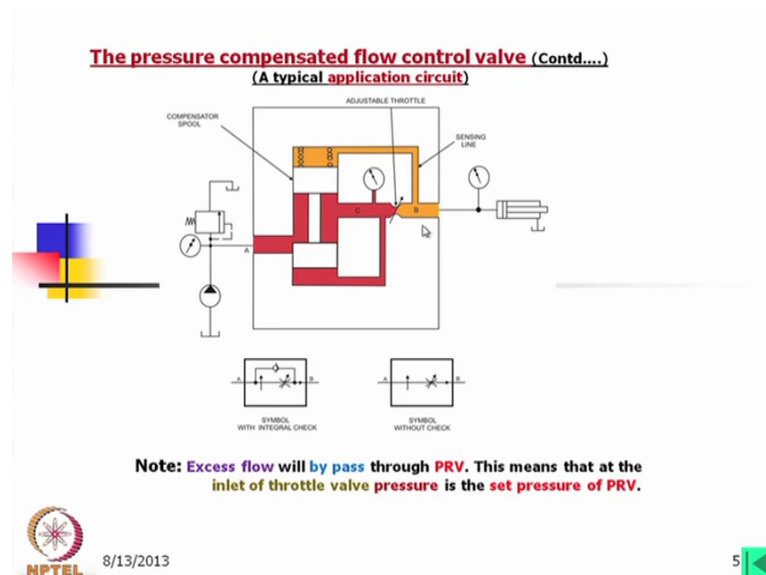 The pressure compensated flow control valve (Contd....)
(A typical application circuit)
ADJUSTABLE THROTTLE
COMPENSATOR
SPOOL
SENSING
LINE
C
B
A
A
B
A
B
SYMBOL
WITH INTEGRAL CHECK
SYMBOL
WITHOUT CHECK
Note: Excess flow will by pass through PRV. This means that at the
inlet of throttle valve pressure is the set pressure of PRV.
NPTEL
8/13/2013
5